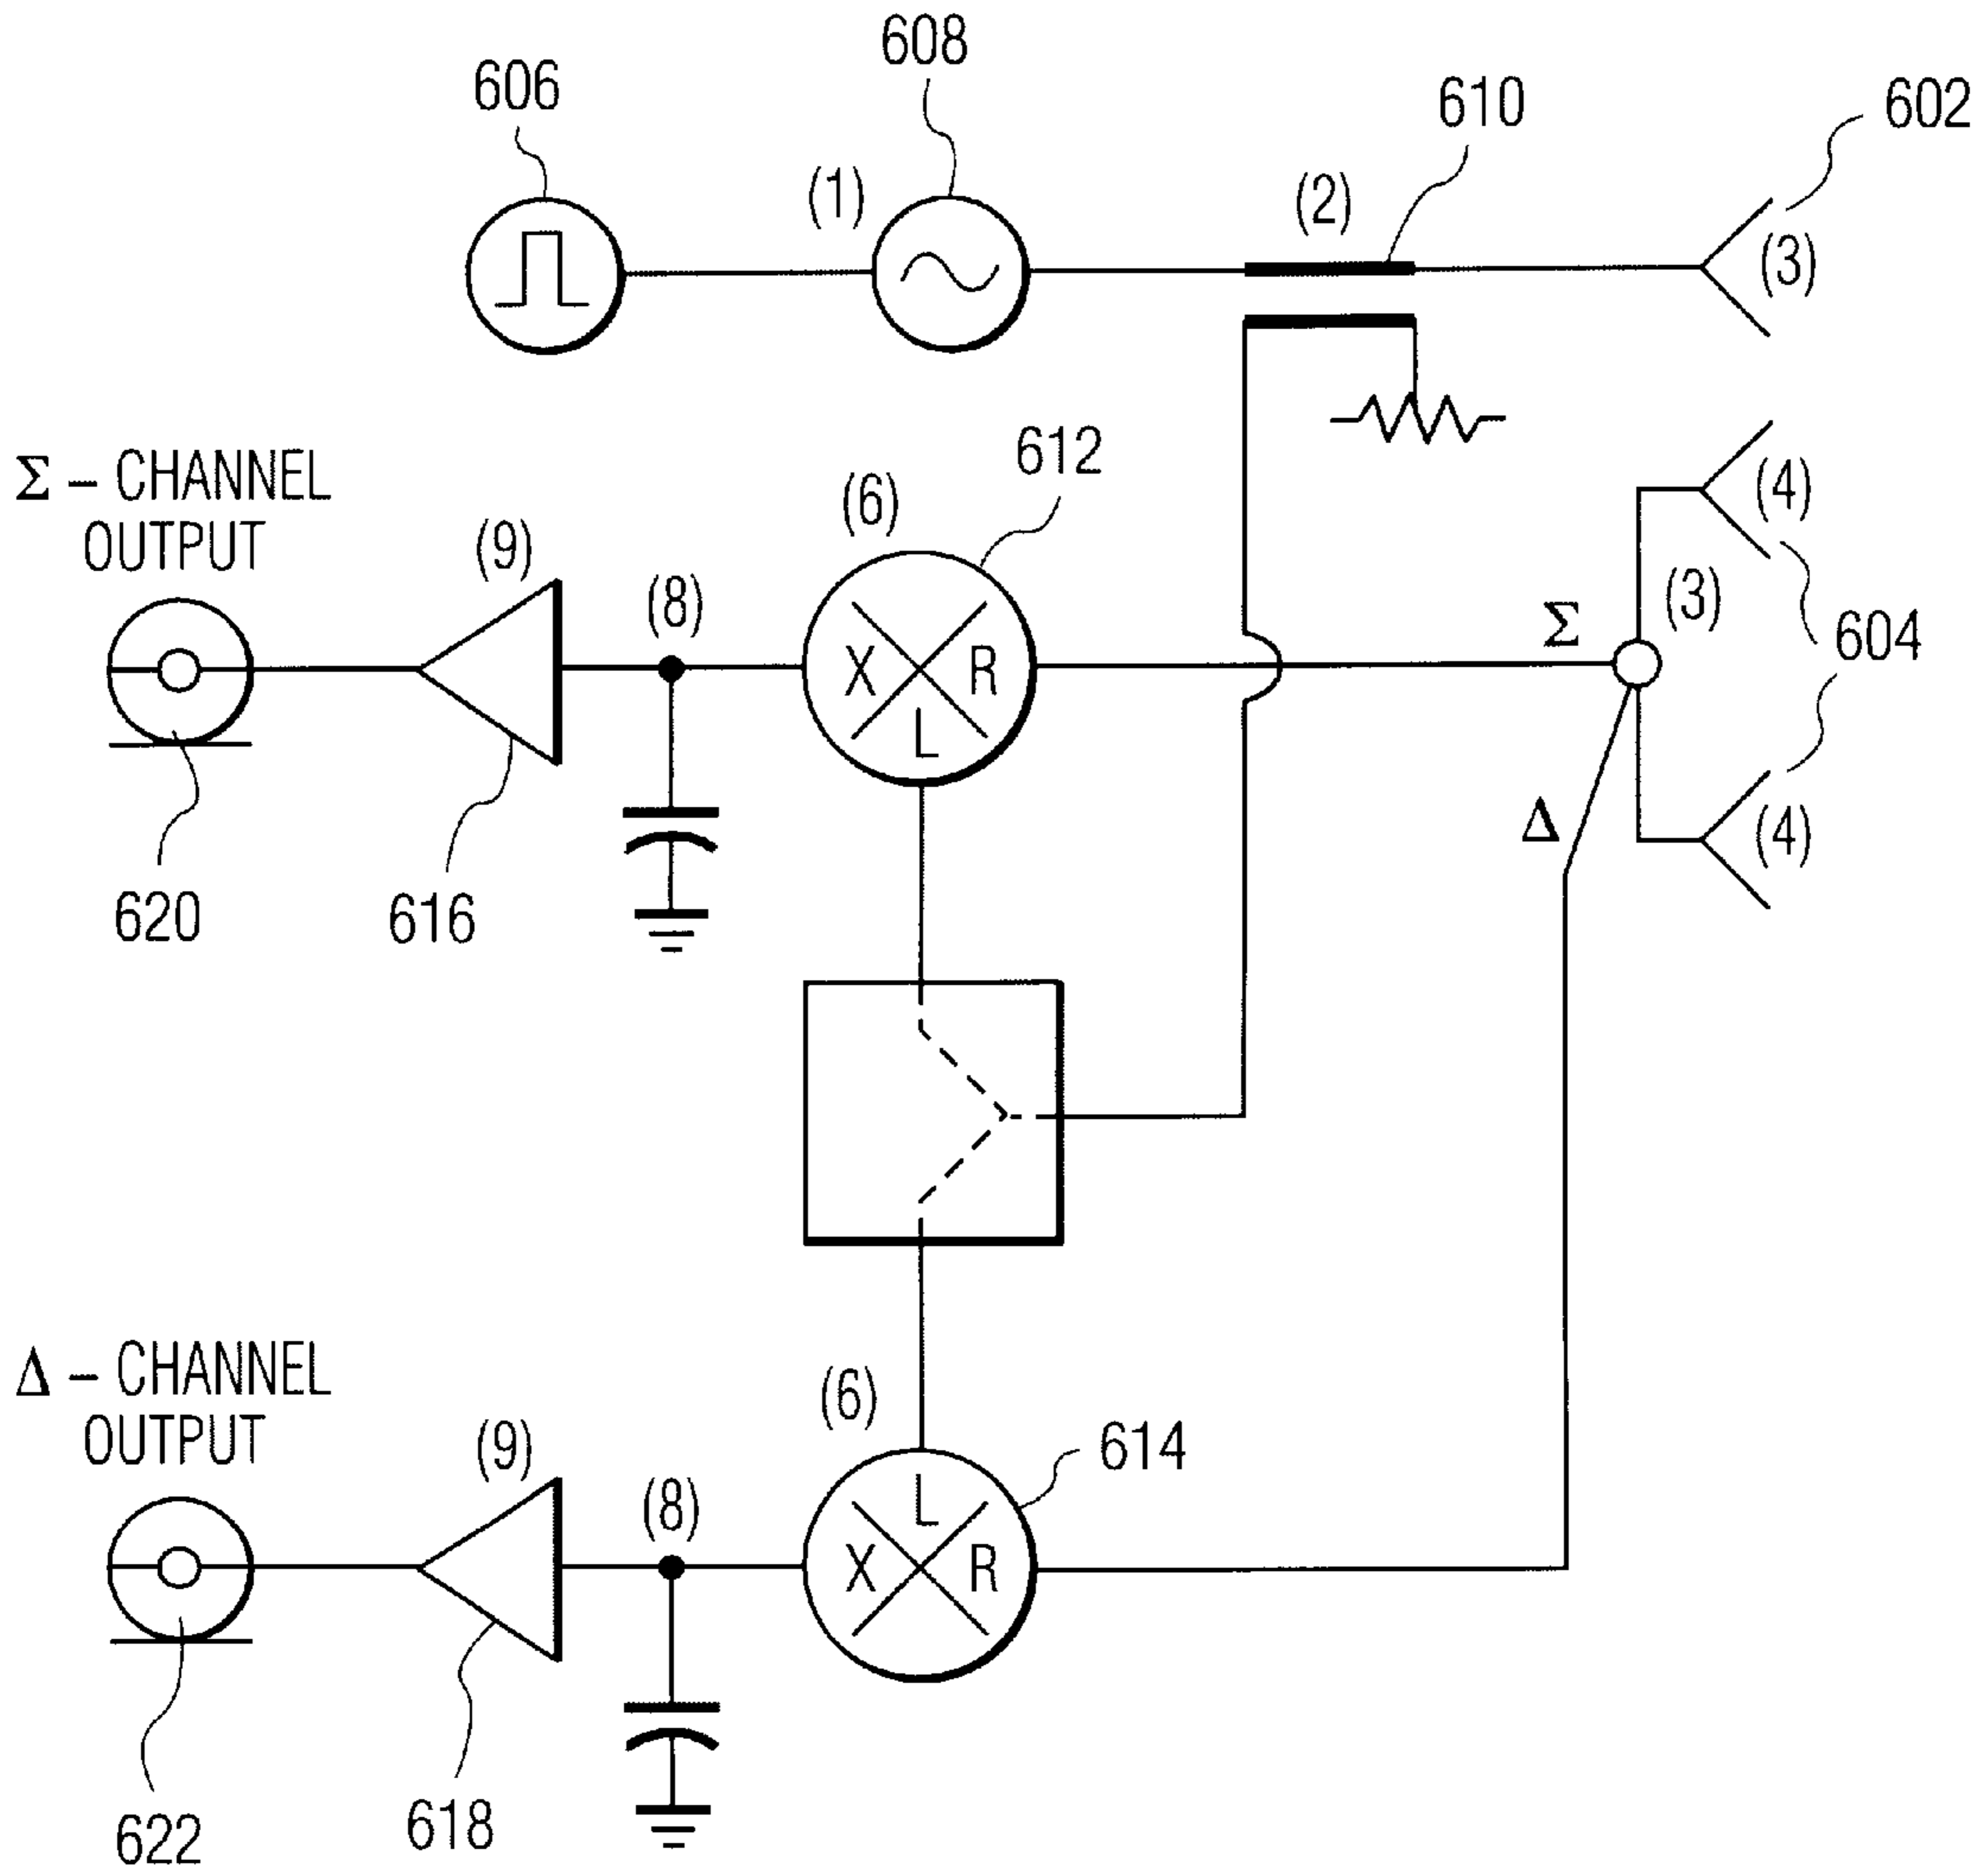 608
606
610
602
(1)
(2)
(3)
612
Σ – CHANNEL
OUTPUT
(6)
(4)
(9)
(8)
(3)
Σ
604
X
R
L
Δ
(4)
620
616
Δ – CHANNEL
OUTPUT
(6)
(9)
614
(8)
L
X
R
622
618